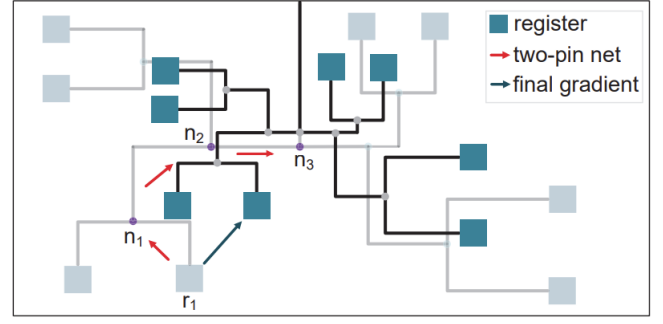 register
two-pin net
final gradient
n2
n3
n1
r1